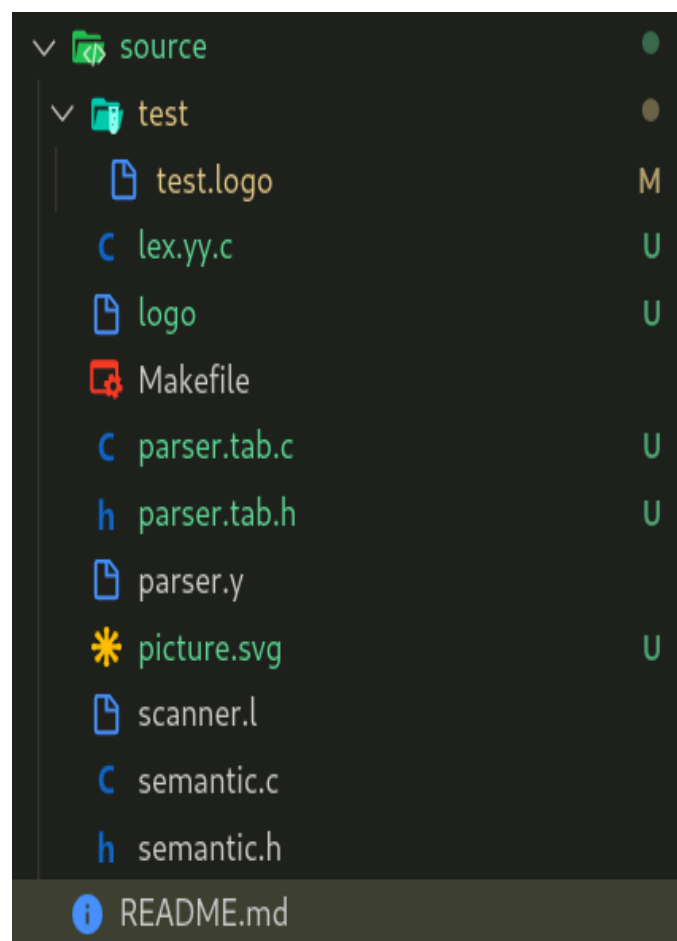 source
test
test.logo M
C lex.yy.c U
logo U
Makefile
C parser.tab.c U
h parser.tab.h U
parser.y
picture.svg U
scanner.l
C semantic.c
h semantic.h
i README.md